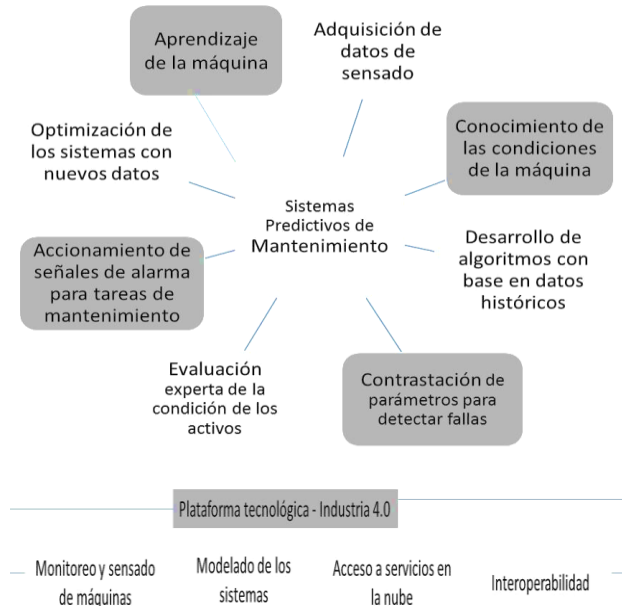 Aprendizaje
de la máquina
Adquisición de
datos de
sensado
Optimización de
los sistemas con
nuevos datos
Conocimiento de
las condiciones
de la máquina
Sistemas
Predictivos de
Mantenimiento
Accionamiento de
señales de alarma
para tareas de
mantenimiento
Desarrollo de
algoritmos con
base en datos
históricos
Evaluación
experta de la
condición de los
activos
Contrastación de
parámetros para
detectar fallas
Plataforma tecnológica - Industria 4.0
Monitoreo y sensado
de máquinas
Modelado de los
sistemas
Acceso a servicios en
la nube
Interoperabilidad